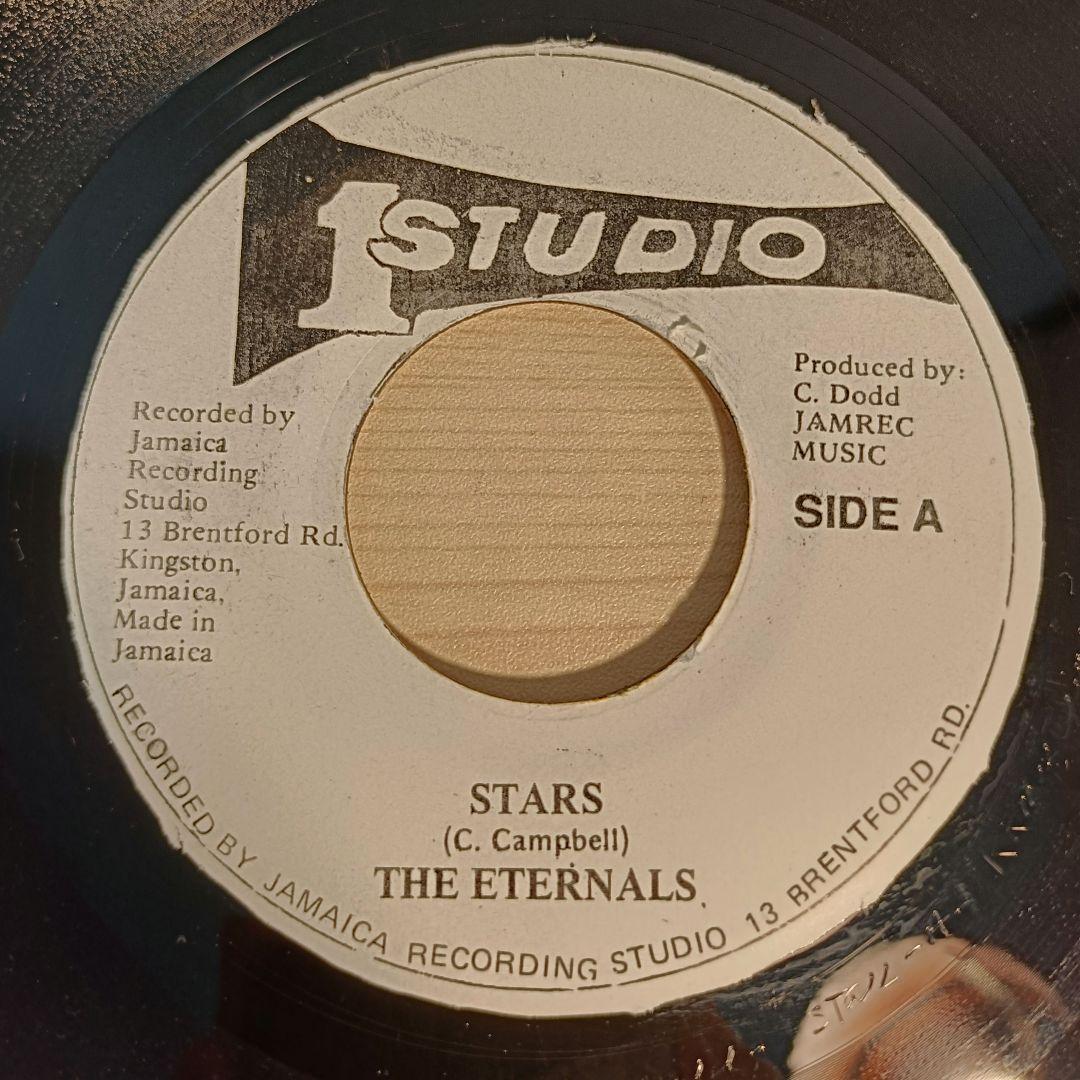 1 STUDIO
Recorded by
Jamaica
Recording
Studio
13 Brentford Rd.
Kingston,
Jamaica,
Made in
Jamaica
Produced by:
C. Dodd
JAMREC
MUSIC
SIDE A
STARS
(C. Campbell)
THE ETERNALS
RECORDED BY JAMAICA RECORDING STUDIO 13 BRENTFORD RD.